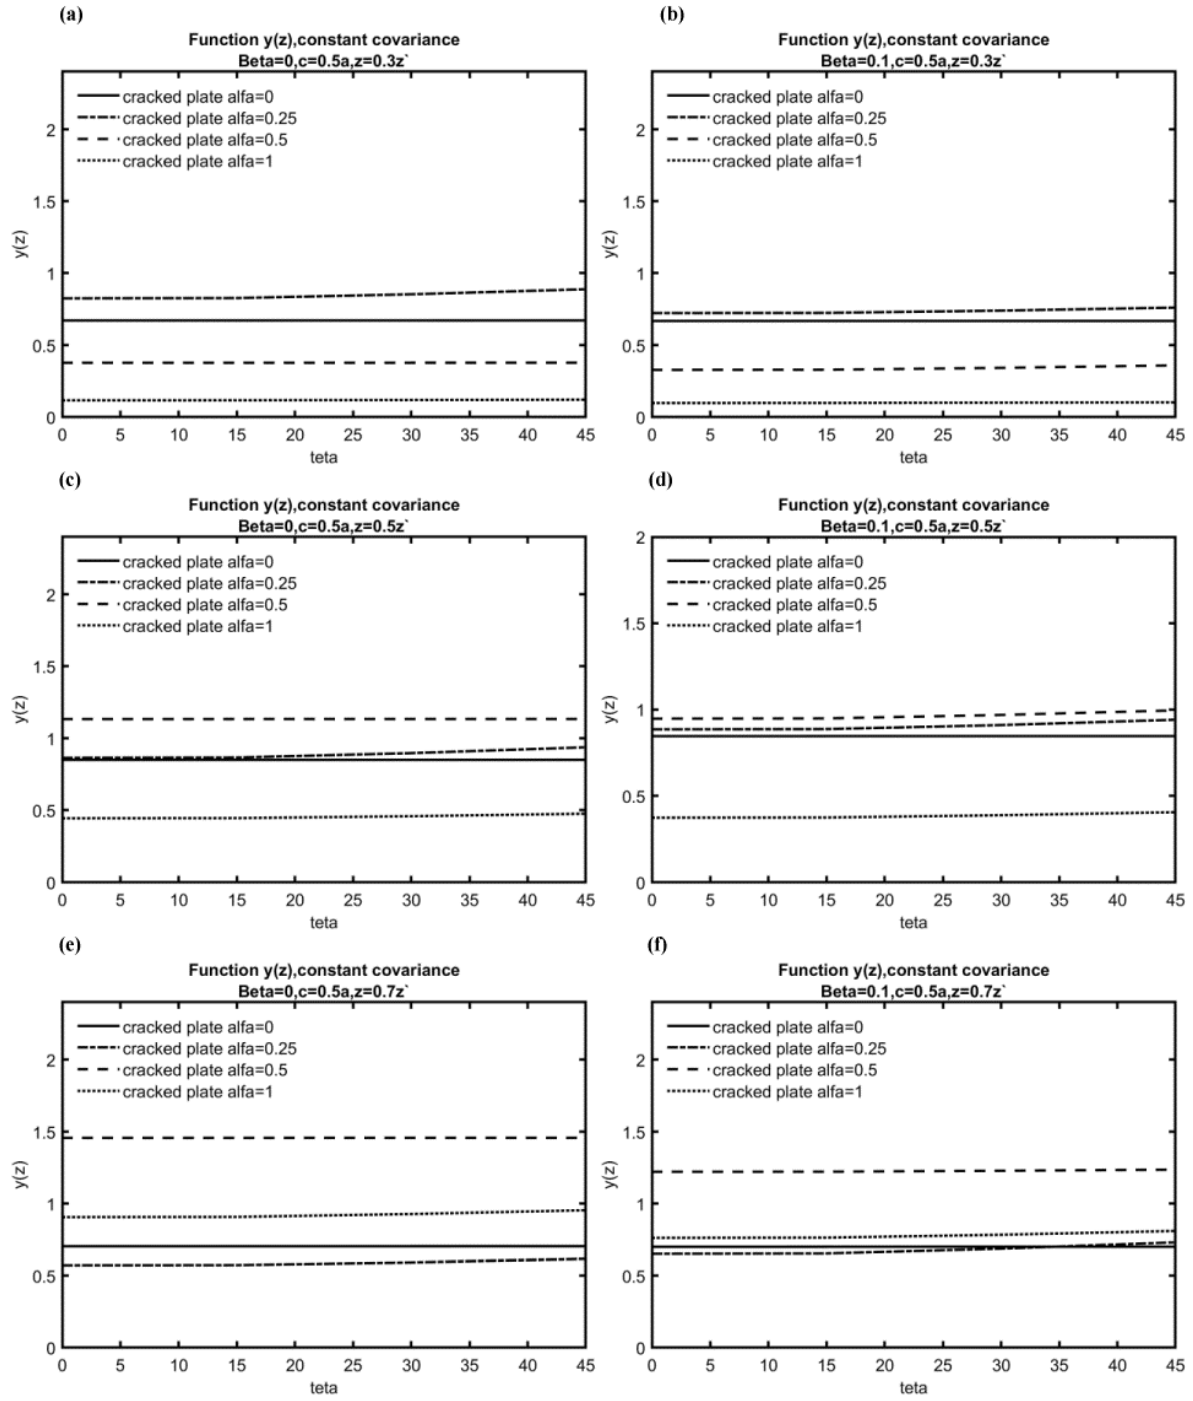 (a)
Function y(z),constant covariance
Beta=0,c=0.5a,z=0.3z`
cracked plate alfa=0
cracked plate alfa=0.25
cracked plate alfa=0.5
cracked plate alfa=1
2
1.5
1
0.5
0
y(z)
0 5 10 15 20 25 30 35 40 45
teta
(b)
Function y(z),constant covariance
Beta=0.1,c=0.5a,z=0.3z`
cracked plate alfa=0
cracked plate alfa=0.25
cracked plate alfa=0.5
cracked plate alfa=1
2
1.5
1
0.5
0
y(z)
0 5 10 15 20 25 30 35 40 45
teta
(c)
Function y(z),constant covariance
Beta=0,c=0.5a,z=0.5z`
cracked plate alfa=0
cracked plate alfa=0.25
cracked plate alfa=0.5
cracked plate alfa=1
2
1.5
1
0.5
0
y(z)
0 5 10 15 20 25 30 35 40 45
teta
(d)
Function y(z),constant covariance
Beta=0.1,c=0.5a,z=0.5z`
cracked plate alfa=0
cracked plate alfa=0.25
cracked plate alfa=0.5
cracked plate alfa=1
2
1.5
1
0.5
0
y(z)
0 5 10 15 20 25 30 35 40 45
teta
(e)
Function y(z),constant covariance
Beta=0,c=0.5a,z=0.7z`
cracked plate alfa=0
cracked plate alfa=0.25
cracked plate alfa=0.5
cracked plate alfa=1
2
1.5
1
0.5
0
y(z)
0 5 10 15 20 25 30 35 40 45
teta
(f)
Function y(z),constant covariance
Beta=0.1,c=0.5a,z=0.7z`
cracked plate alfa=0
cracked plate alfa=0.25
cracked plate alfa=0.5
cracked plate alfa=1
2
1.5
1
0.5
0
y(z)
0 5 10 15 20 25 30 35 40 45
teta